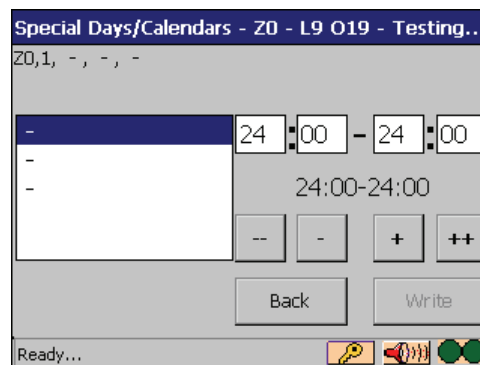 Special Days/Calendars - Z0 - L9 O19 - Testing..
Z0,1, - , - , -
-
-
-
24 : 00 - 24 : 00
24:00-24:00
-- - + ++
Back Write
Ready...